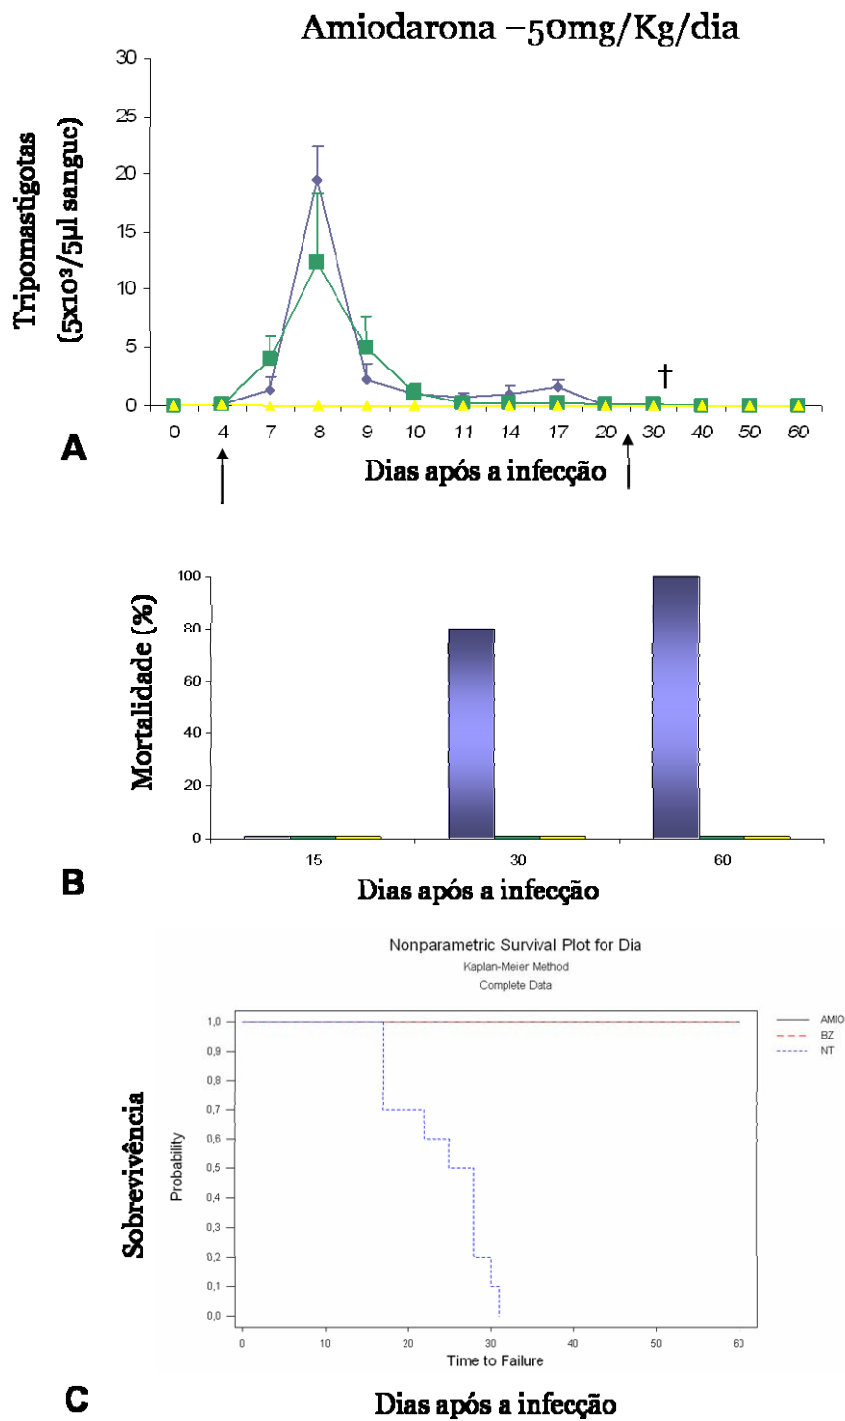 Amiodarona –50mg/Kg/dia
30
25
20
15
10
5
0
Tripomastigotas
(5x10³/5µl sangue)
†
0 4 7 8 9 10 11 14 17 20 30 40 50 60
A
Dias após a infecção
100
80
60
40
20
0
Mortalidade (%)
15 30 60
B
Dias após a infecção
Nonparametric Survival Plot for Dia
Kaplan-Meier Method
Complete Data
AMIO
BZ
NT
1,0
0,9
0,8
0,7
0,6
0,5
0,4
0,3
0,2
0,1
0,0
Sobrevivência
Probability
0 10 20 30 40 50 63
Time to Failure
C
Dias após a infecção